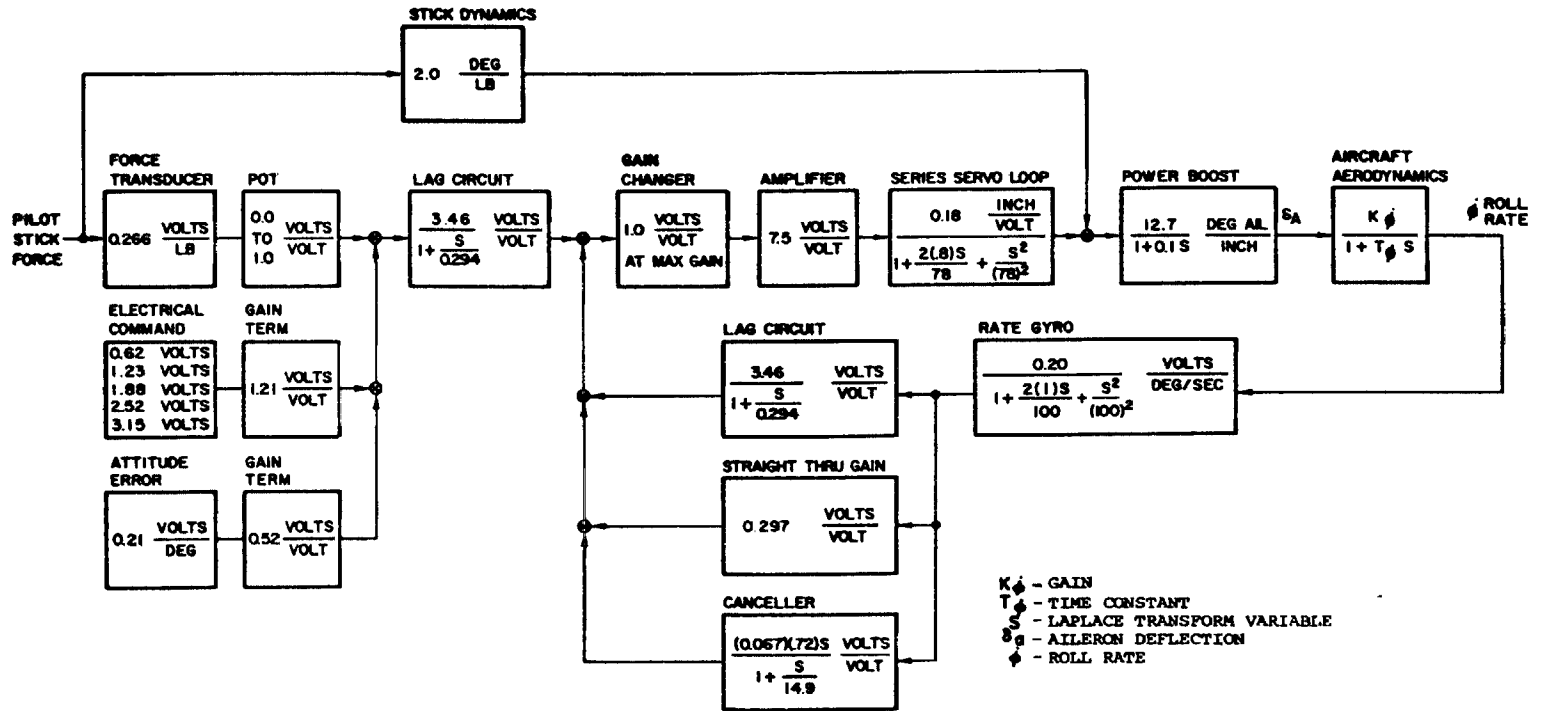 STICK DYNAMICS
2.0 DEG
LB
FORCE
TRANSDUCER
POT
LAG CIRCUIT
GAIN
CHANGER
AMPLIFIER
SERIES SERVO LOOP
POWER BOOST
AIRCRAFT
AERODYNAMICS
PILOT
STICK
FORCE
0.266 VOLTS
LB
0.0
TO VOLTS
VOLT
1.0
3.46 VOLTS
1 + S VOLT
0.294
1.0 VOLTS
VOLT
AT MAX GAIN
7.5 VOLTS
VOLT
0.18 INCH
VOLT
1 + 2(.8)S + S²
78 (78)²
12.7 DEG AIL
1+0.1 S INCH
δA
K φ̇
1 + T φ̇ S
φ̇ ROLL
RATE
ELECTRICAL
COMMAND
0.62 VOLTS
1.23 VOLTS
1.88 VOLTS
2.52 VOLTS
3.15 VOLTS
GAIN
TERM
1.21 VOLTS
VOLT
LAG CIRCUIT
3.46 VOLTS
1 + S VOLT
0.294
RATE GYRO
0.20 VOLTS
DEG/SEC
1 + 2(1)S + S²
100 (100)²
ATTITUDE
ERROR
0.21 VOLTS
DEG
GAIN
TERM
0.52 VOLTS
VOLT
STRAIGHT THRU GAIN
0.297 VOLTS
VOLT
CANCELLER
(0.067)(.72)S VOLTS
1 + S VOLT
14.9
K φ̇ - GAIN
T φ̇ - TIME CONSTANT
S - LAPLACE TRANSFORM VARIABLE
δa - AILERON DEFLECTION
φ̇ - ROLL RATE